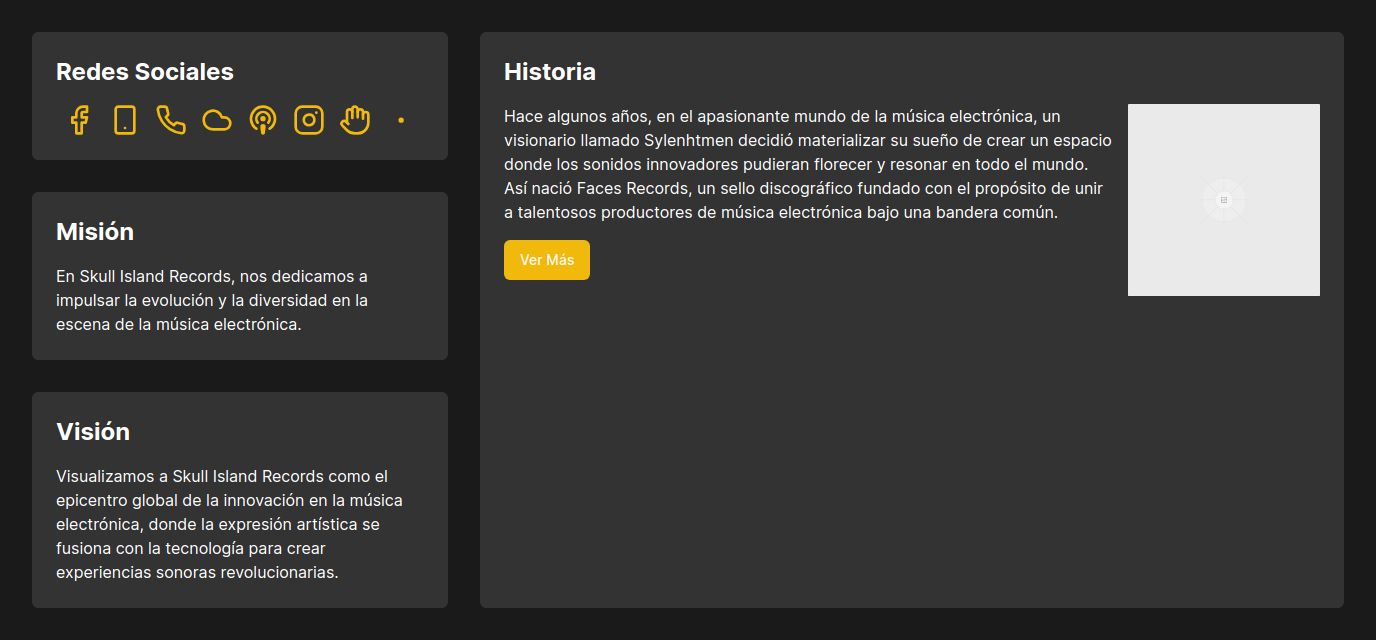 Redes Sociales
Misión
En Skull Island Records, nos dedicamos a
impulsar la evolución y la diversidad en la
escena de la música electrónica.
Visión
Visualizamos a Skull Island Records como el
epicentro global de la innovación en la música
electrónica, donde la expresión artística se
fusiona con la tecnología para crear
experiencias sonoras revolucionarias.
Historia
Hace algunos años, en el apasionante mundo de la música electrónica, un
visionario llamado Sylenhtmen decidió materializar su sueño de crear un espacio
donde los sonidos innovadores pudieran florecer y resonar en todo el mundo.
Así nació Faces Records, un sello discográfico fundado con el propósito de unir
a talentosos productores de música electrónica bajo una bandera común.
Ver Más